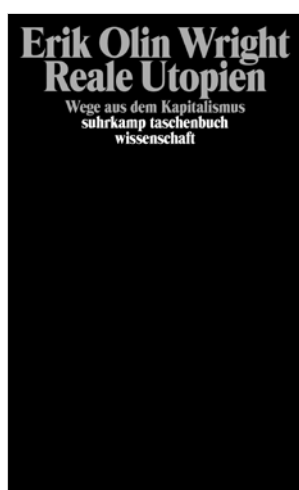 Erik Olin Wright
Reale Utopien
Wege aus dem Kapitalismus
suhrkamp taschenbuch
wissenschaft